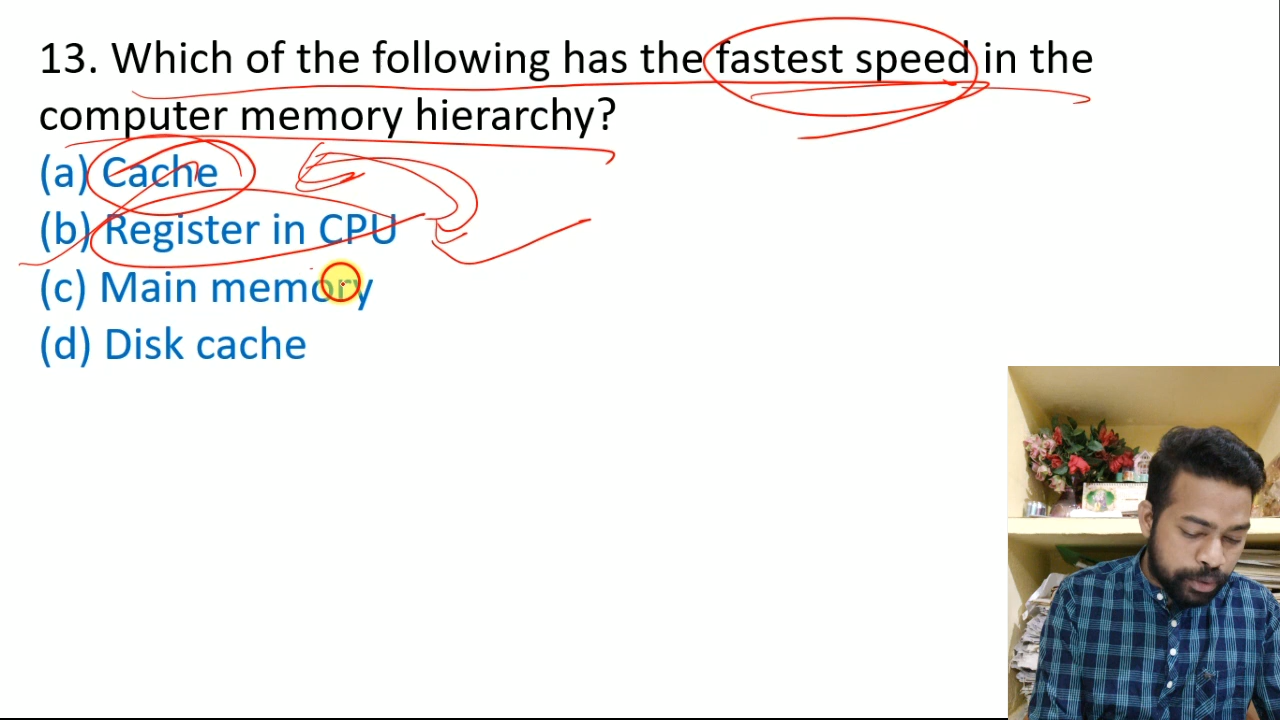 13. Which of the following has the fastest speed in the
computer memory hierarchy?
(a) Cache
(b) Register in CPU
(c) Main memory
(d) Disk cache